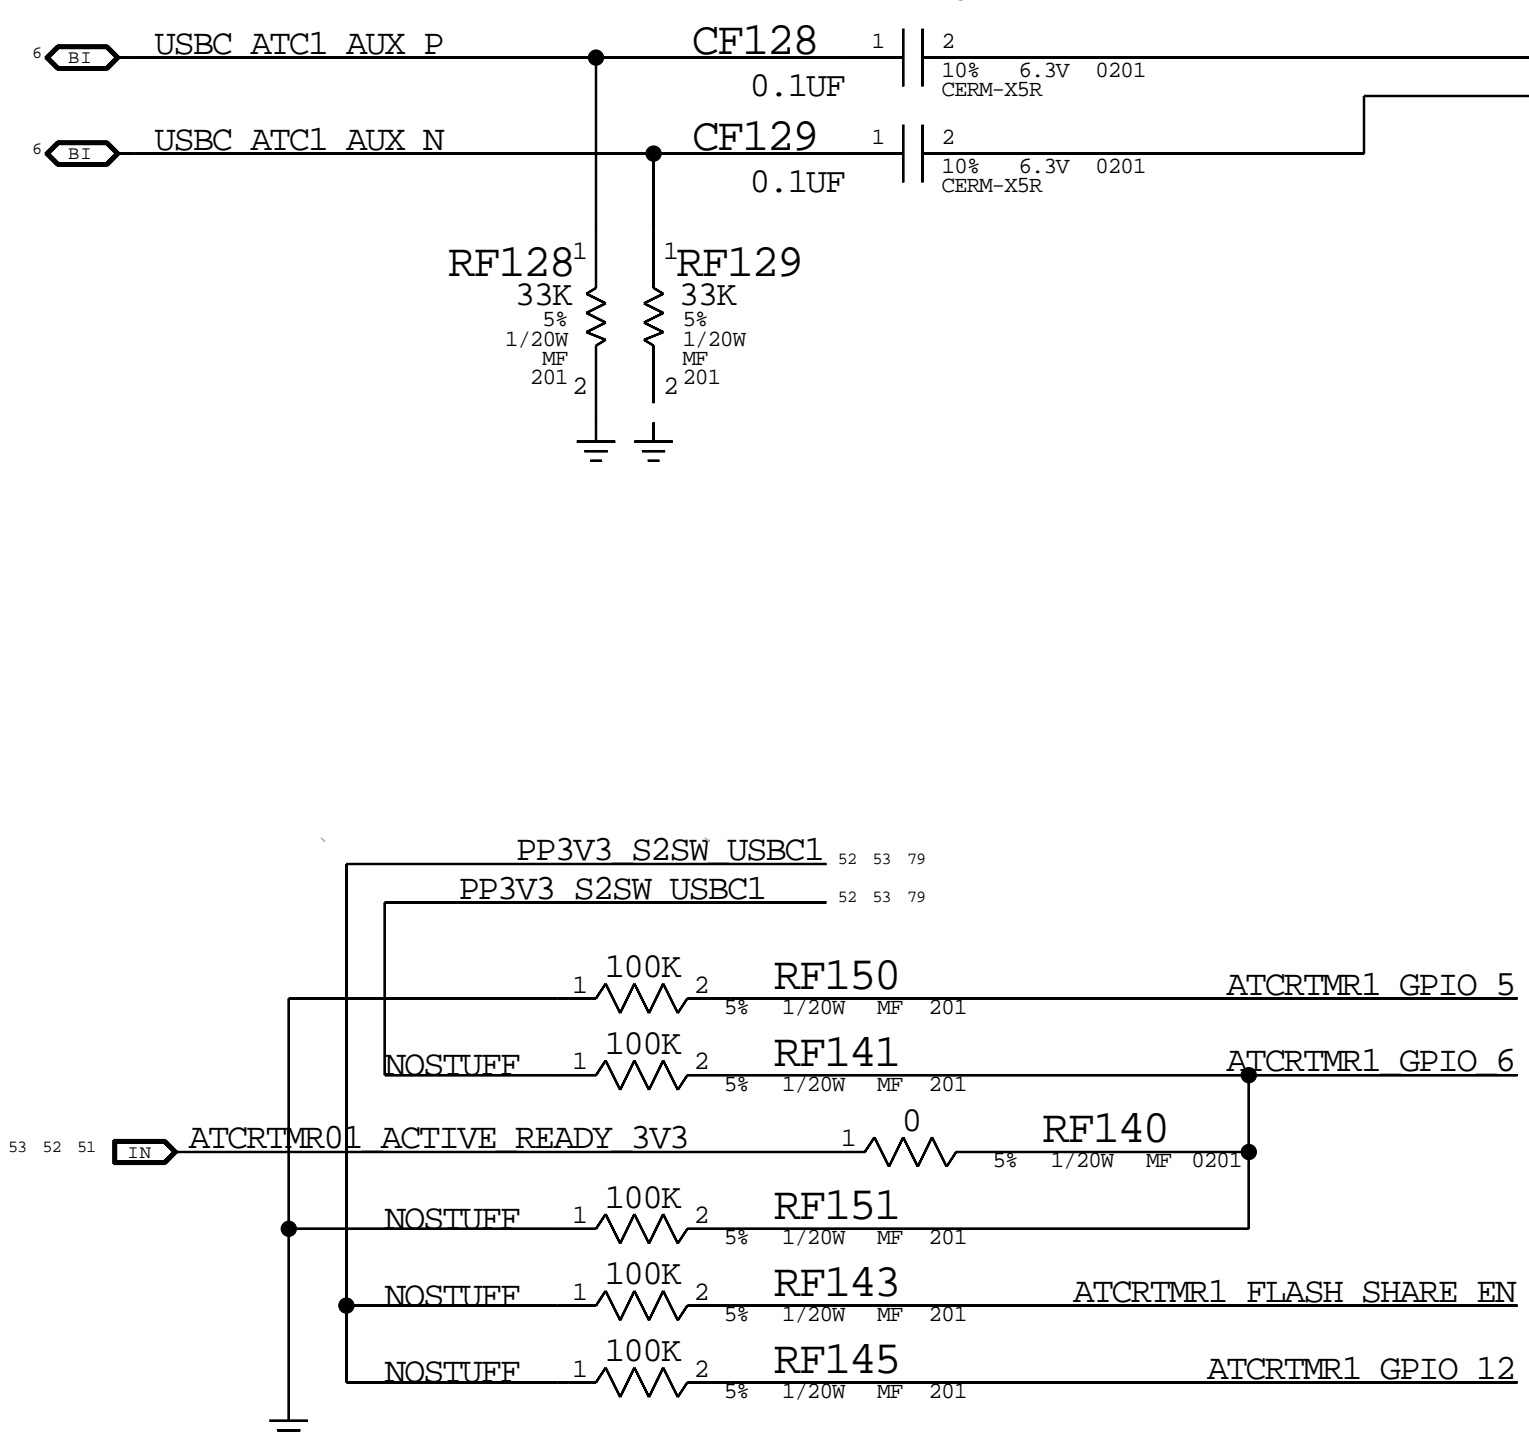 USBC_ATC1_AUX_P CF128 1 2
6 BI
0.1UF 10% 6.3V 0201
CERM-X5R
USBC_ATC1_AUX_N CF129 1 2
6 BI
0.1UF 10% 6.3V 0201
CERM-X5R
RF128 1 1 RF129
33K 33K
5% 5%
1/20W 1/20W
MF MF
201 2 2 201
PP3V3_S2SW_USBC1 52 53 79
PP3V3_S2SW_USBC1 52 53 79
1 100K 2 RF150 ATCRTMR1_GPIO_5
5% 1/20W MF 201
NOSTUFF 1 100K 2 RF141 ATCRTMR1_GPIO_6
5% 1/20W MF 201
53 52 51 IN ATCRTMR01_ACTIVE_READY_3V3 1 0 RF140
5% 1/20W MF 0201
NOSTUFF 1 100K 2 RF151
5% 1/20W MF 201
NOSTUFF 1 100K 2 RF143 ATCRTMR1_FLASH_SHARE_EN
5% 1/20W MF 201
NOSTUFF 1 100K 2 RF145 ATCRTMR1_GPIO_12
5% 1/20W MF 201